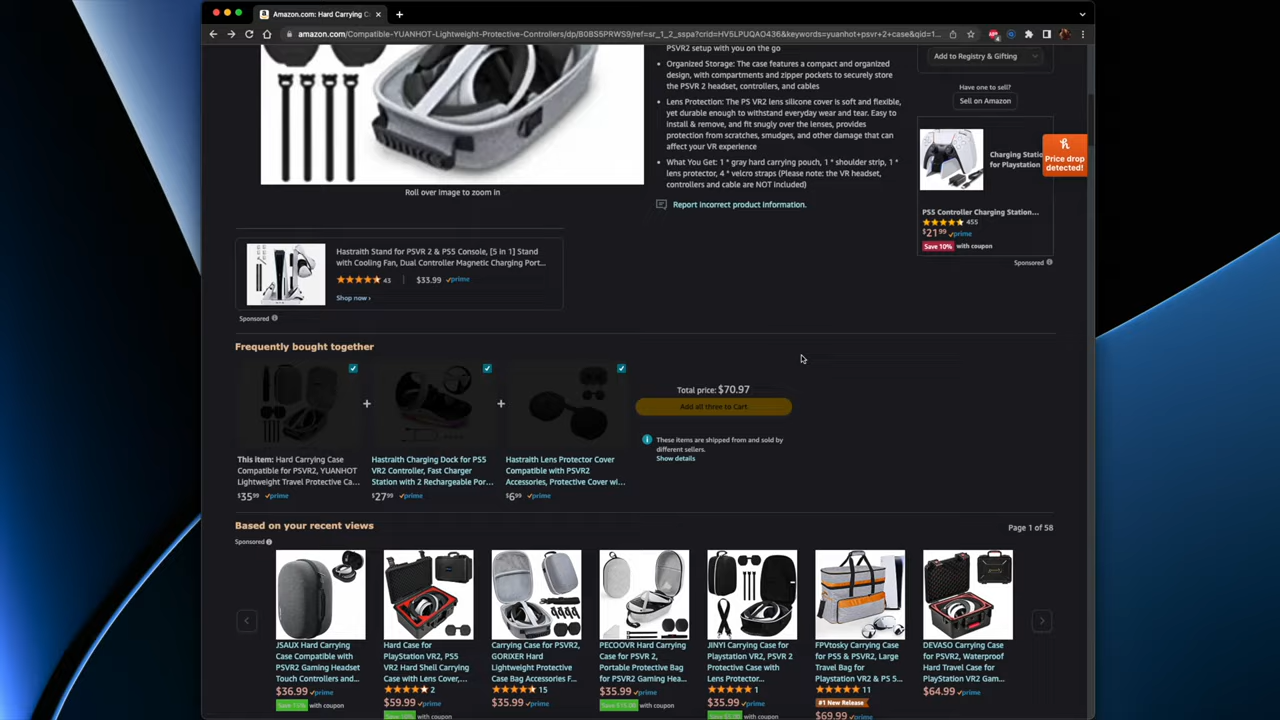 Amazon.com: Hard Carrying C
amazon.com/Compatible-YUANHOT-Lightweight-Protective-Controllers/dp/B0BS5PRWS9/ref=sr_1_2_sspa?crid=HV5LPUQAO436&keywords=yuanhot+psvr+2+case&qid=1...
PSVR2 setup with you on the go
• Organized Storage: The case features a compact and organized
design, with compartments and zipper pockets to securely store
the PSVR 2 headset, controllers, and cables
• Lens Protection: The PS VR2 lens silicone cover is soft and flexible,
yet durable enough to withstand everyday wear and tear. Easy to
install & remove, and fit snugly over the lenses, provides
protection from scratches, smudges, and other damage that can
affect your VR experience
• What You Get: 1 * gray hard carrying pouch, 1 * shoulder strip, 1 *
lens protector, 4 * velcro straps (Please note: the VR headset,
controllers and cable are NOT included)
Report incorrect product information.
Roll over image to zoom in
Add to Registry & Gifting
Have one to sell?
Sell on Amazon
Charging Statio
for Playstation
Price drop
detected!
PS5 Controller Charging Station...
455
$21.99 prime
Save 10% with coupon
Sponsored
Hastraith Stand for PSVR 2 & PS5 Console, [5 in 1] Stand
with Cooling Fan, Dual Controller Magnetic Charging Port...
43 | $33.99 prime
Shop now ›
Sponsored
Frequently bought together
+
+
Total price: $70.97
Add all three to Cart
These items are shipped from and sold by
different sellers.
Show details
This item: Hard Carrying Case
Compatible for PSVR2, YUANHOT
Lightweight Travel Protective Ca...
$35.99 prime
Hastraith Charging Dock for PS5
VR2 Controller, Fast Charger
Station with 2 Rechargeable Por...
$27.99 prime
Hastraith Lens Protector Cover
Compatible with PSVR2
Accessories, Protective Cover wi...
$6.99 prime
Based on your recent views
Page 1 of 58
Sponsored
JSAUX Hard Carrying
Case Compatible with
PSVR2 Gaming Headset
Touch Controllers and...
$36.99 prime
Save 15% with coupon
Hard Case for
PlayStation VR2, PS5
VR2 Hard Shell Carrying
Case with Lens Cover,...
2
$59.99 prime
with coupon
Carrying Case for PSVR2,
GORIXER Hard
Lightweight Protective
Case Bag Accessories F...
15
$35.99 prime
PECOOVR Hard Carrying
Case for PSVR 2,
Portable Protective Bag
for PSVR2 Gaming Hea...
$35.99 prime
Save $15.00 with coupon
JINYI Carrying Case for
Playstation VR2, PSVR 2
Protective Case with
Lens Protector...
1
$35.99 prime
with coupon
FPVtosky Carrying Case
for PS5 & PSVR2, Large
Travel Bag for
Playstation VR2 & PS 5...
11
#1 New Release
$69.99 prime
DEVASO Carrying Case
for PSVR2, Waterproof
Hard Travel Case for
PlayStation VR2 Gam...
$64.99 prime